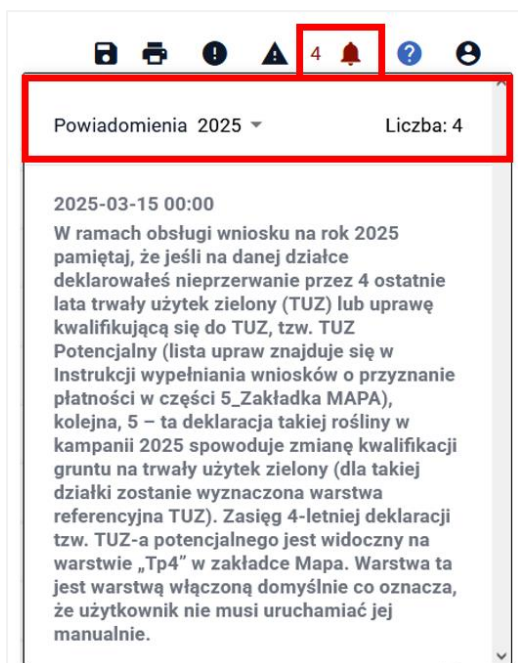 4
?
Powiadomienia 2025 Liczba: 4
2025-03-15 00:00
W ramach obsługi wniosku na rok 2025
pamiętaj, że jeśli na danej działce
deklarowałeś nieprzerwanie przez 4 ostatnie
lata trwały użytek zielony (TUZ) lub uprawę
kwalifikującą się do TUZ, tzw. TUZ
Potencjalny (lista upraw znajduje się w
Instrukcji wypełniania wniosków o przyznanie
płatności w części 5_Zakładka MAPA),
kolejna, 5 – ta deklaracja takiej rośliny w
kampanii 2025 spowoduje zmianę kwalifikacji
gruntu na trwały użytek zielony (dla takiej
działki zostanie wyznaczona warstwa
referencyjna TUZ). Zasięg 4-letniej deklaracji
tzw. TUZ-a potencjalnego jest widoczny na
warstwie „Tp4” w zakładce Mapa. Warstwa ta
jest warstwą włączoną domyślnie co oznacza,
że użytkownik nie musi uruchamiać jej
manualnie.